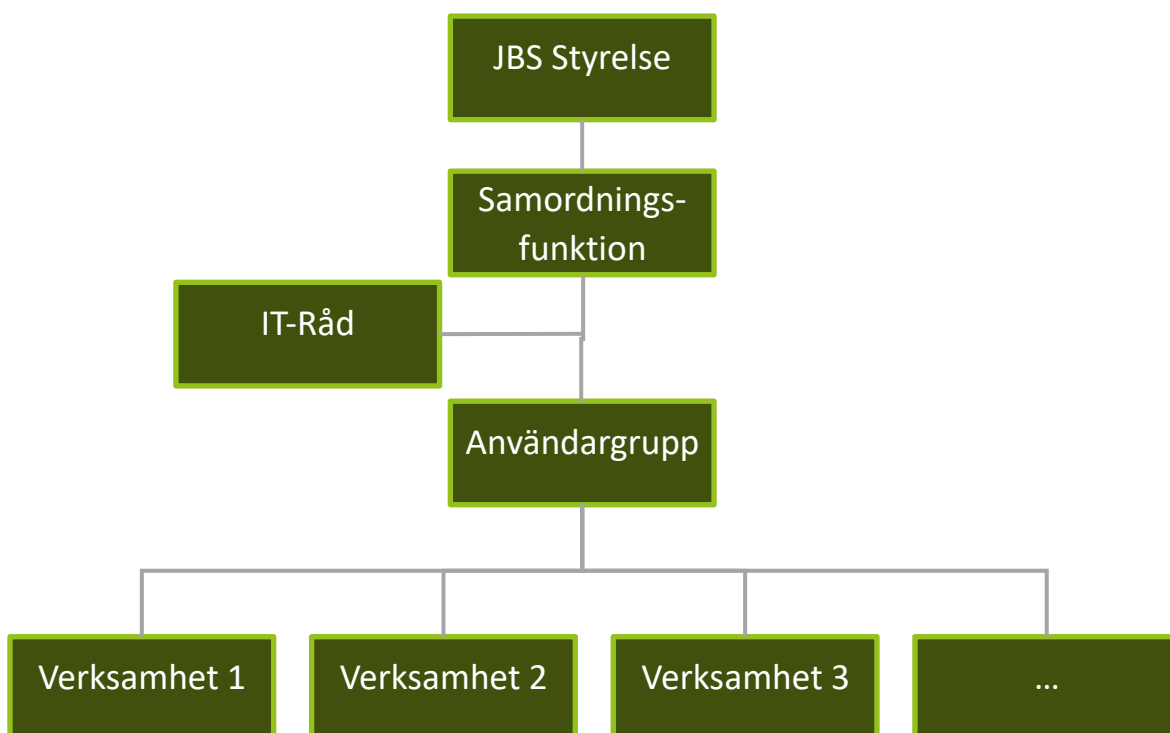 JBS Styrelse
Samordnings-
funktion
IT-Råd
Användargrupp
Verksamhet 1
Verksamhet 2
Verksamhet 3
...